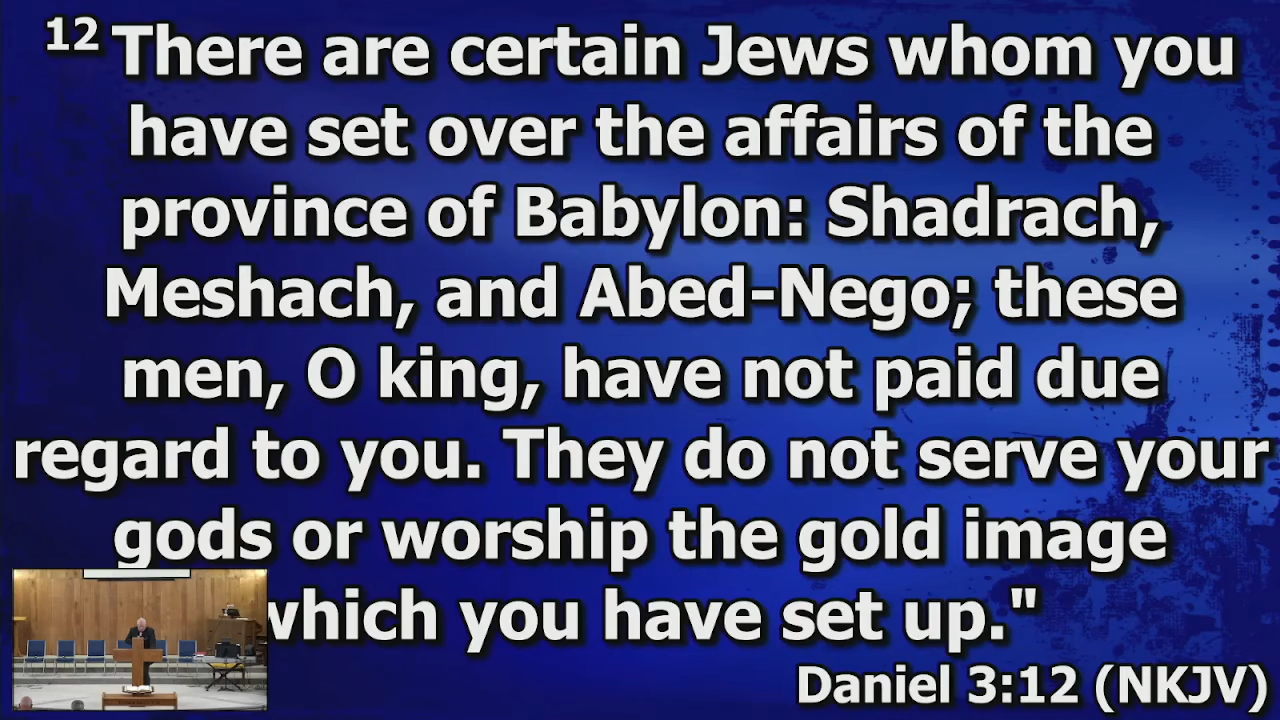 12 There are certain Jews whom you
have set over the affairs of the
province of Babylon: Shadrach,
Meshach, and Abed-Nego; these
men, O king, have not paid due
regard to you. They do not serve your
gods or worship the gold image
which you have set up."
Daniel 3:12 (NKJV)